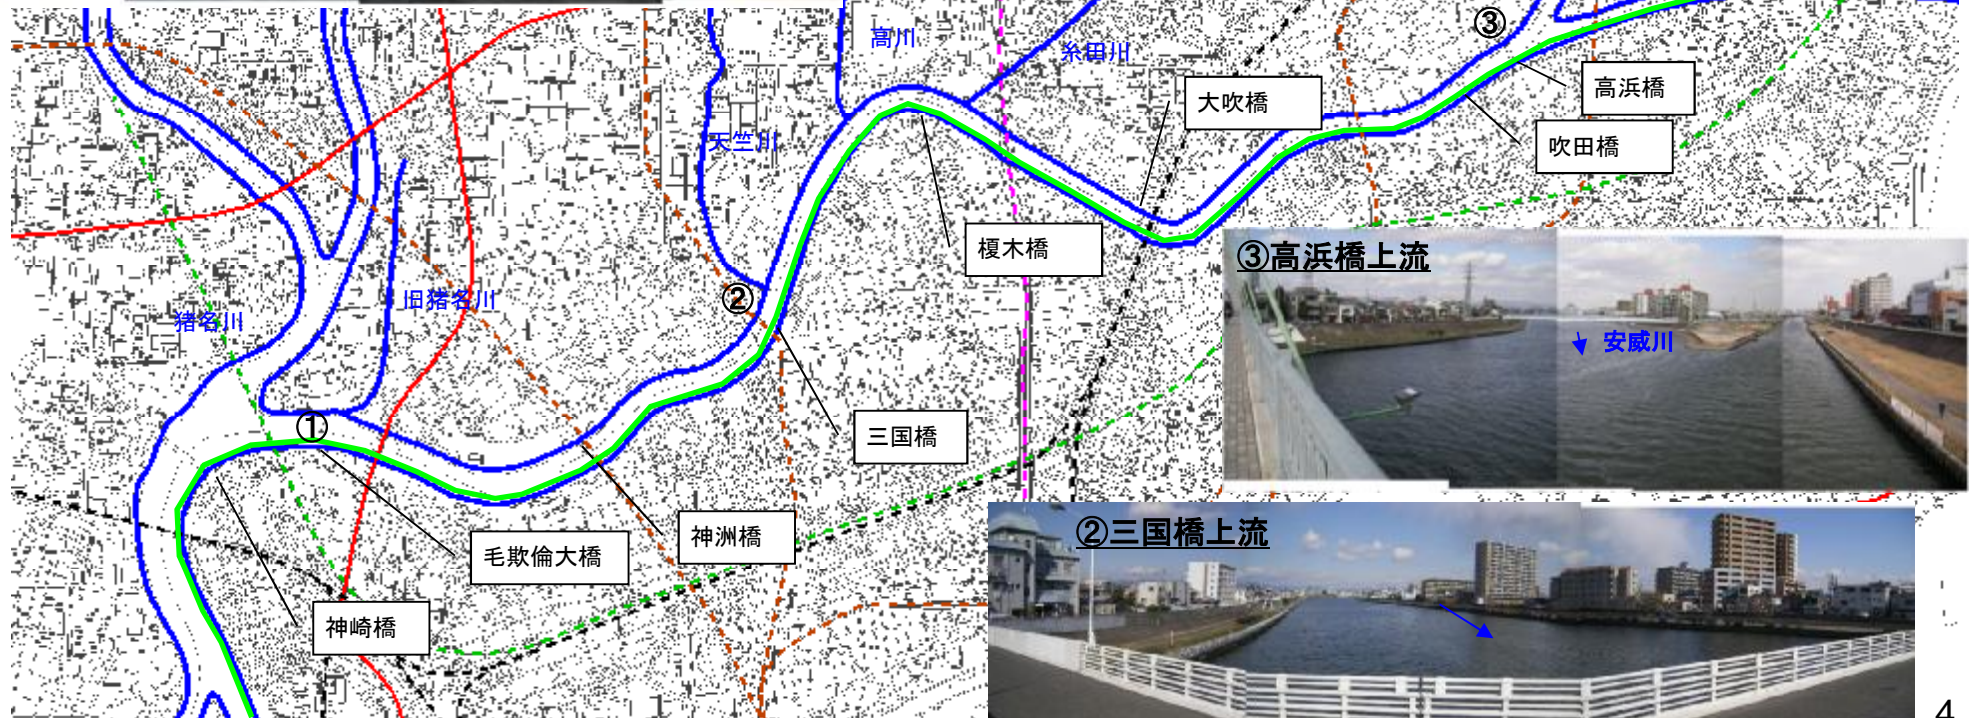 ③
高川
糸田川
高浜橋
大吹橋
吹田橋
天竺川
榎木橋
③高浜橋上流
安威川
②
旧猪名川
猪名川
①
三国橋
②三国橋上流
神洲橋
毛欺倫大橋
神崎橋
4